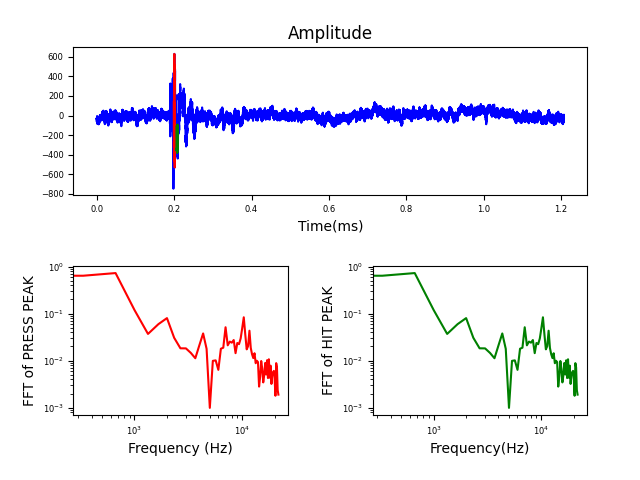 Amplitude
600
400
200
0
−200
−400
−600
−800
0.0 0.2 0.4 0.6 0.8 1.0 1.2
Time(ms)
FFT of PRESS PEAK
10⁰
10⁻¹
10⁻²
10⁻³
10³ 10⁴
Frequency (Hz)
FFT of HIT PEAK
10⁰
10⁻¹
10⁻²
10⁻³
10³ 10⁴
Frequency(Hz)